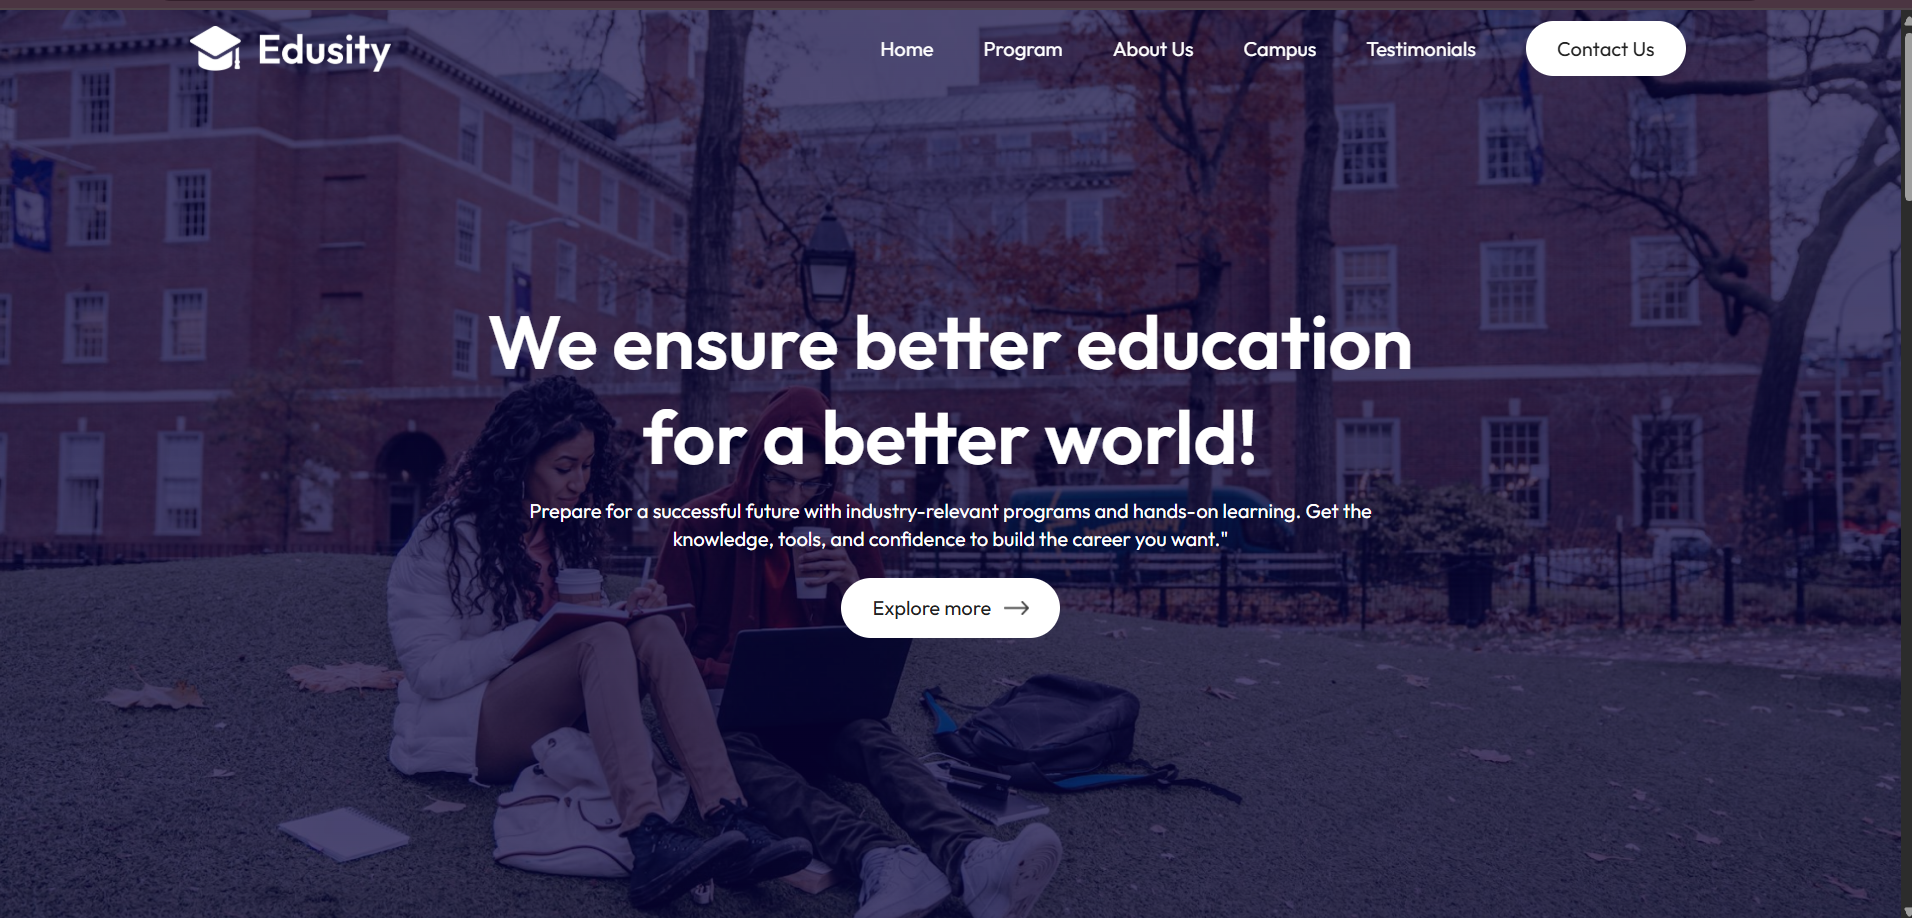 Edusity
Home Program About Us Campus Testimonials Contact Us
We ensure better education
for a better world!
Prepare for a successful future with industry-relevant programs and hands-on learning. Get the
knowledge, tools, and confidence to build the career you want."
Explore more